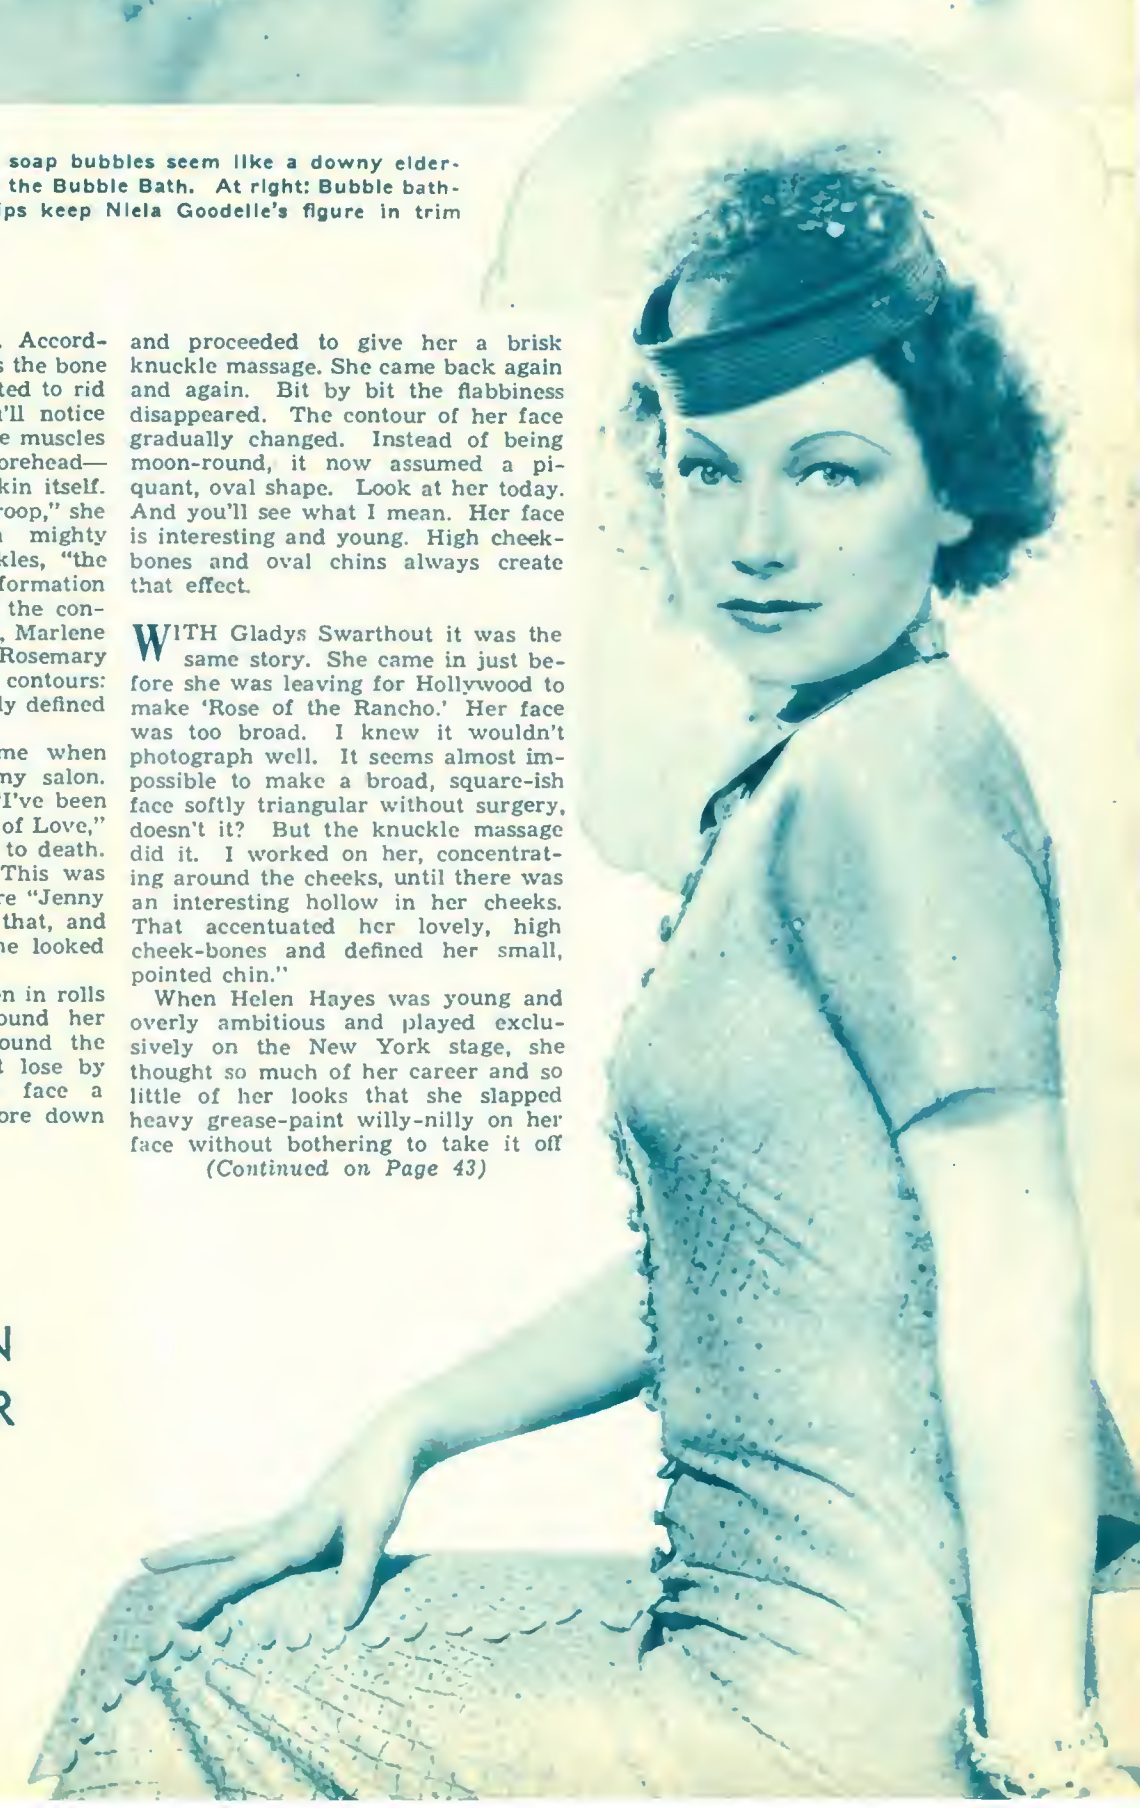 soap bubbles seem like a downy eider-
the Bubble Bath. At right: Bubble bath-
ips keep Niela Goodelle's figure in trim
. Accord-
s the bone
ted to rid
'll notice
e muscles
orehead—
kin itself.
roop," she
mighty
kles, "the
formation
the con-
, Marlene
Rosemary
contours:
ly defined
me when
my salon.
"I've been
of Love,"
to death.
This was
re "Jenny
that, and
he looked
n in rolls
ound her
ound the
t lose by
face a
ore down
and proceeded to give her a brisk
knuckle massage. She came back again
and again. Bit by bit the flabbiness
disappeared. The contour of her face
gradually changed. Instead of being
moon-round, it now assumed a pi-
quant, oval shape. Look at her today.
And you'll see what I mean. Her face
is interesting and young. High cheek-
bones and oval chins always create
that effect.
WITH Gladys Swarthout it was the
same story. She came in just be-
fore she was leaving for Hollywood to
make 'Rose of the Rancho.' Her face
was too broad. I knew it wouldn't
photograph well. It seems almost im-
possible to make a broad, square-ish
face softly triangular without surgery,
doesn't it? But the knuckle massage
did it. I worked on her, concentrat-
ing around the cheeks, until there was
an interesting hollow in her cheeks.
That accentuated her lovely, high
cheek-bones and defined her small,
pointed chin."
When Helen Hayes was young and
overly ambitious and played exclu-
sively on the New York stage, she
thought so much of her career and so
little of her looks that she slapped
heavy grease-paint willy-nilly on her
face without bothering to take it off
(Continued on Page 43)
N
R